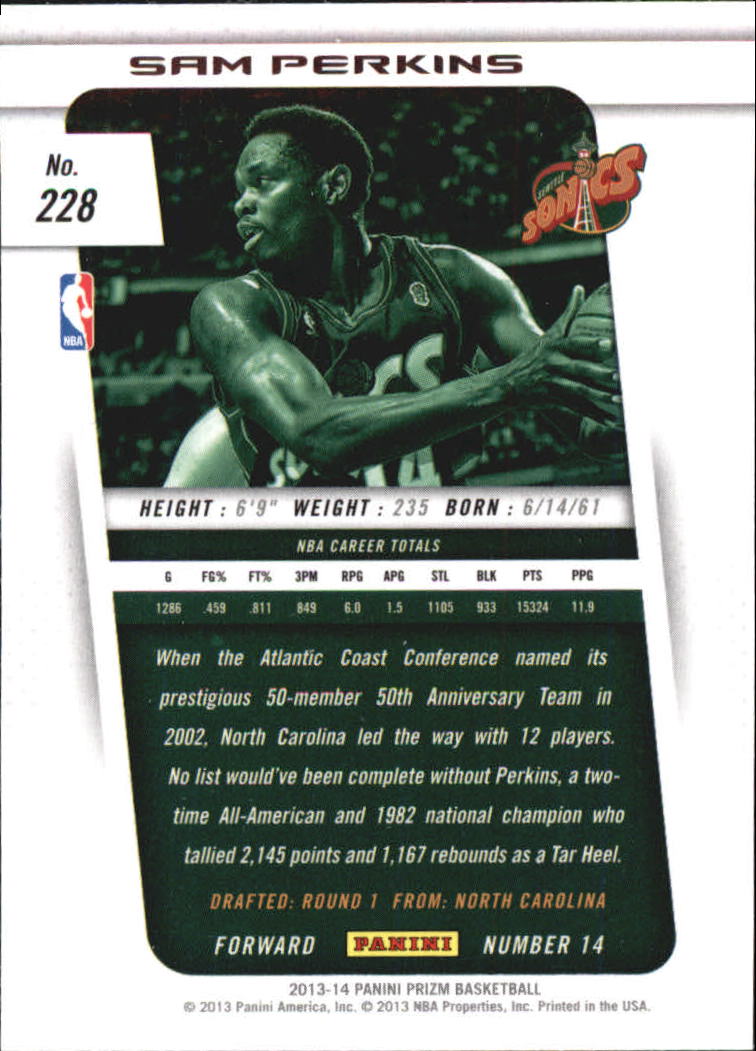 SAM PERKINS
No.
228
SEATTLE
SONICS
NBA
HEIGHT : 6'9" WEIGHT : 235 BORN : 6/14/61
NBA CAREER TOTALS
G FG% FT% 3PM RPG APG STL BLK PTS PPG
1286 .459 .811 849 6.0 1.5 1105 933 15324 11.9
When the Atlantic Coast Conference named its
prestigious 50-member 50th Anniversary Team in
2002, North Carolina led the way with 12 players.
No list would've been complete without Perkins, a two-
time All-American and 1982 national champion who
tallied 2,145 points and 1,167 rebounds as a Tar Heel.
DRAFTED: ROUND 1 FROM: NORTH CAROLINA
FORWARD PANINI NUMBER 14
2013-14 PANINI PRIZM BASKETBALL
© 2013 Panini America, Inc. © 2013 NBA Properties, Inc. Printed in the USA.